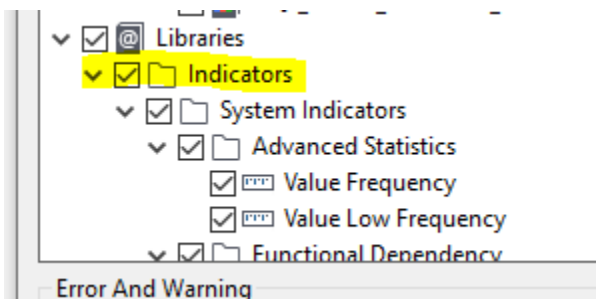 Libraries
Indicators
System Indicators
Advanced Statistics
Value Frequency
Value Low Frequency
Functional Dependency
Error And Warning